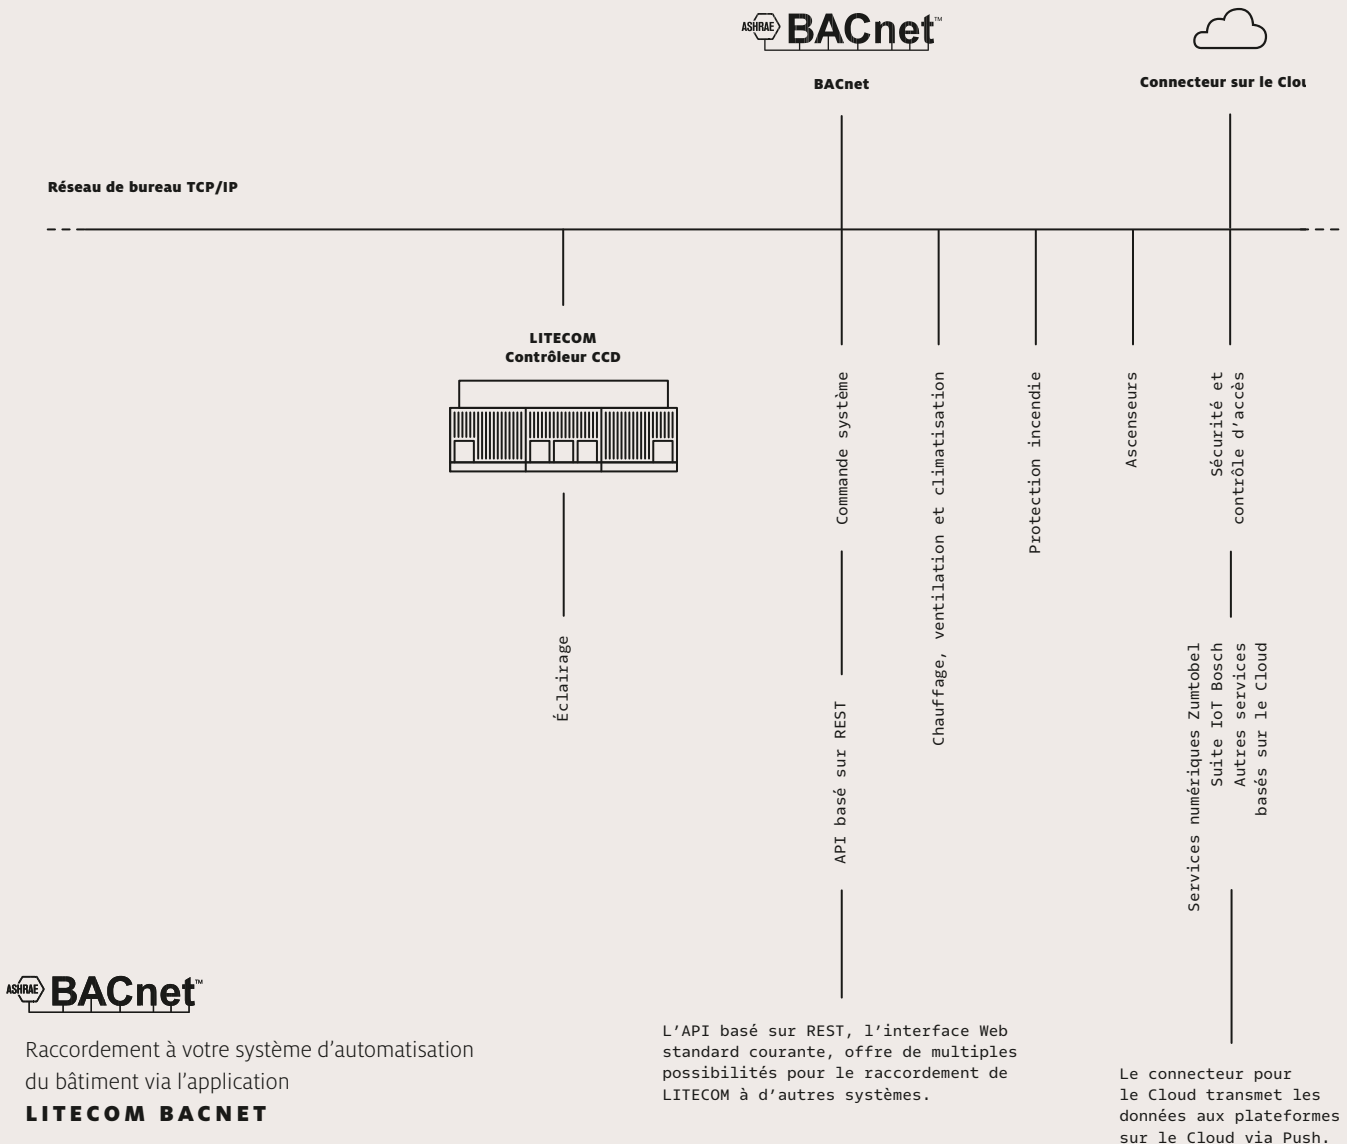 ASHRAE BACnet™
BACnet
Connecteur sur le Clou
Réseau de bureau TCP/IP
LITECOM
Contrôleur CCD
Éclairage
Commande système
API basé sur REST
Chauffage, ventilation et climatisation
Protection incendie
Ascenseurs
Sécurité et
contrôle d’accès
Services numériques Zumtobel
Suite IoT Bosch
Autres services
basés sur le Cloud
ASHRAE BACnet™
Raccordement à votre système d’automatisation
du bâtiment via l’application
LITECOM BACNET
L’API basé sur REST, l’interface Web
standard courante, offre de multiples
possibilités pour le raccordement de
LITECOM à d’autres systèmes.
Le connecteur pour
le Cloud transmet les
données aux plateformes
sur le Cloud via Push.